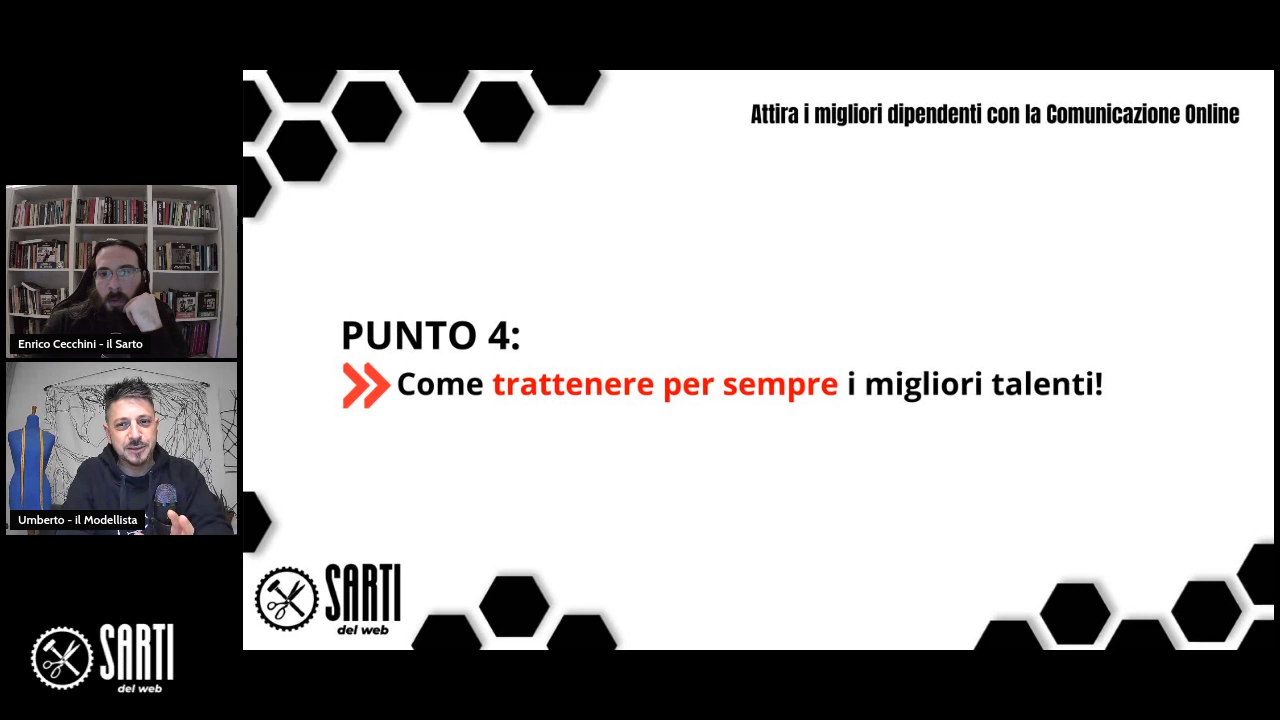 Attira i migliori dipendenti con la Comunicazione Online
PUNTO 4:
Come trattenere per sempre i migliori talenti!
Enrico Cecchini - il Sarto
Umberto - il Modellista
SARTI
del web
SARTI
del web